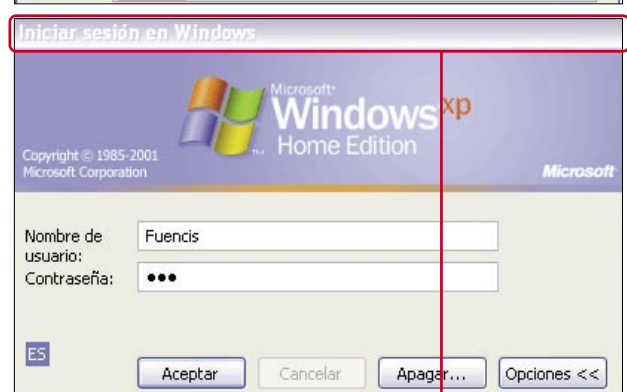 Iniciar sesión en Windows
Microsoft®
Windows xp
Home Edition
Copyright © 1985-2001
Microsoft Corporation
Microsoft
Nombre de usuario:
Fuencis
Contraseña:
•••
ES
Aceptar
Cancelar
Apagar...
Opciones <<